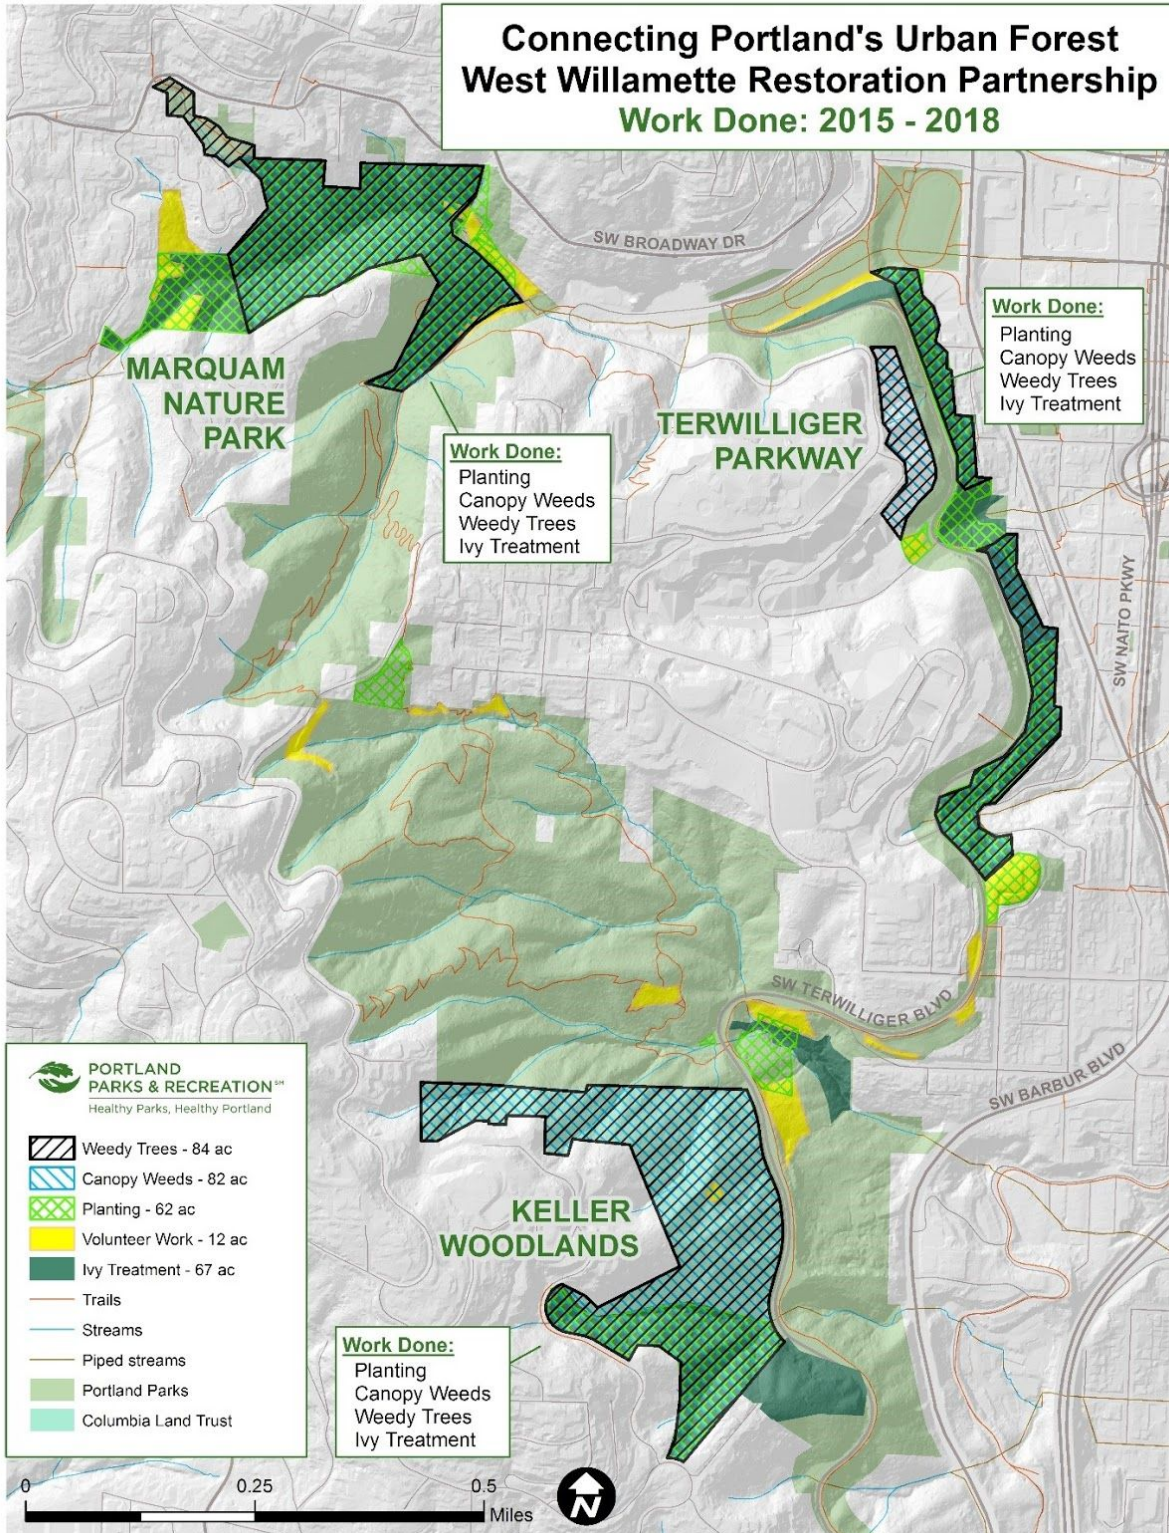 Connecting Portland's Urban Forest
West Willamette Restoration Partnership
Work Done: 2015 - 2018
SW BROADWAY DR
MARQUAM
NATURE
PARK
Work Done:
Planting
Canopy Weeds
Weedy Trees
Ivy Treatment
TERWILLIGER
PARKWAY
Work Done:
Planting
Canopy Weeds
Weedy Trees
Ivy Treatment
SW NAITO PKWY
SW TERWILLIGER BLVD
SW BARBUR BLVD
KELLER
WOODLANDS
Work Done:
Planting
Canopy Weeds
Weedy Trees
Ivy Treatment
PORTLAND
PARKS & RECREATION℠
Healthy Parks, Healthy Portland
Weedy Trees - 84 ac
Canopy Weeds - 82 ac
Planting - 62 ac
Volunteer Work - 12 ac
Ivy Treatment - 67 ac
Trails
Streams
Piped streams
Portland Parks
Columbia Land Trust
0 0.25 0.5
Miles
N